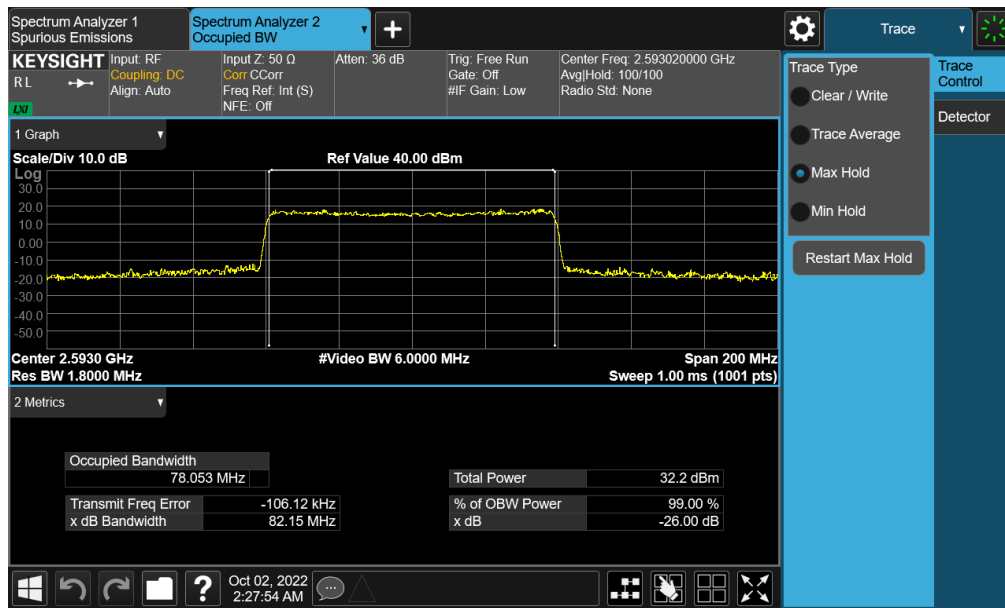 Spectrum Analyzer 1
Spurious Emissions
Spectrum Analyzer 2
Occupied BW
Trace
KEYSIGHT
R L
LXI
Input: RF
Coupling: DC
Align: Auto
Input Z: 50 Ω
Corr CCorr
Freq Ref: Int (S)
NFE: Off
Atten: 36 dB
Trig: Free Run
Gate: Off
#IF Gain: Low
Center Freq: 2.593020000 GHz
Avg|Hold: 100/100
Radio Std: None
Trace Type
Clear / Write
Trace Average
Max Hold
Min Hold
Restart Max Hold
Trace
Control
Detector
1 Graph
Scale/Div 10.0 dB
Ref Value 40.00 dBm
Log
30.0
20.0
10.0
0.00
-10.0
-20.0
-30.0
-40.0
-50.0
Center 2.5930 GHz
#Video BW 6.0000 MHz
Span 200 MHz
Res BW 1.8000 MHz
Sweep 1.00 ms (1001 pts)
2 Metrics
Occupied Bandwidth
78.053 MHz
Total Power 32.2 dBm
Transmit Freq Error -106.12 kHz
% of OBW Power 99.00 %
x dB Bandwidth 82.15 MHz
x dB -26.00 dB
?
Oct 02, 2022
2:27:54 AM